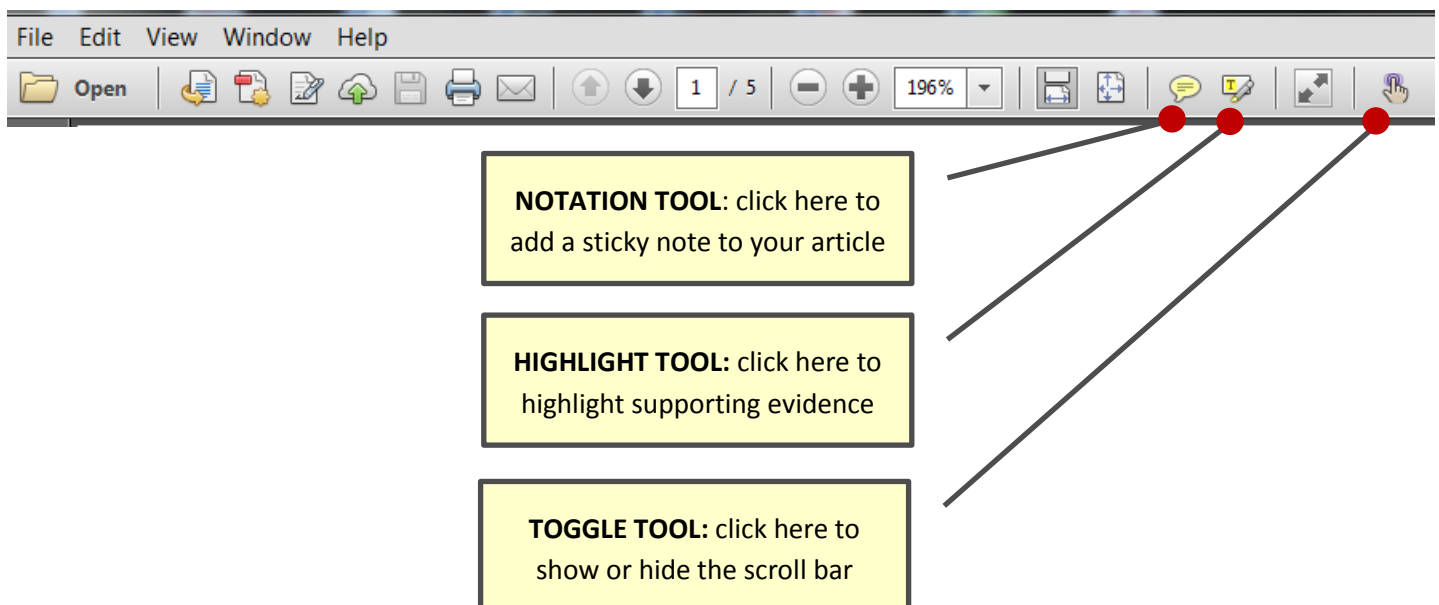 File Edit View Window Help
Open 1 / 5 196% T
NOTATION TOOL: click here to
add a sticky note to your article
HIGHLIGHT TOOL: click here to
highlight supporting evidence
TOGGLE TOOL: click here to
show or hide the scroll bar